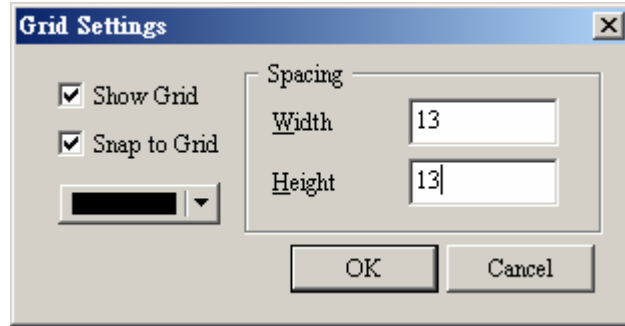 Grid Settings
Show Grid
Snap to Grid
Spacing
Width 13
Height 13
OK Cancel